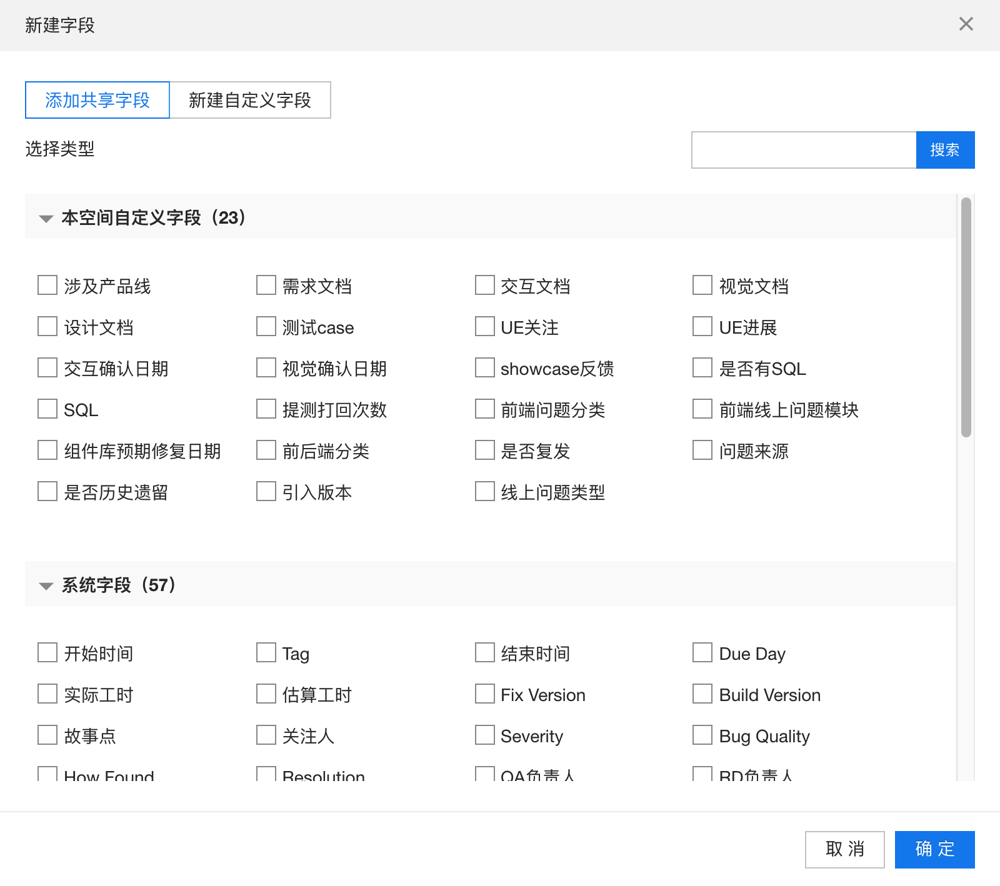 新建字段
添加共享字段 新建自定义字段
选择类型 搜索
本空间自定义字段（23）
涉及产品线 需求文档 交互文档 视觉文档
设计文档 测试case UE关注 UE进展
交互确认日期 视觉确认日期 showcase反馈 是否有SQL
SQL 提测打回次数 前端问题分类 前端线上问题模块
组件库预期修复日期 前后端分类 是否复发 问题来源
是否历史遗留 引入版本 线上问题类型
系统字段（57）
开始时间 Tag 结束时间 Due Day
实际工时 估算工时 Fix Version Build Version
故事点 关注人 Severity Bug Quality
How Found Resolution QA负责人 RD负责人
取 消 确 定